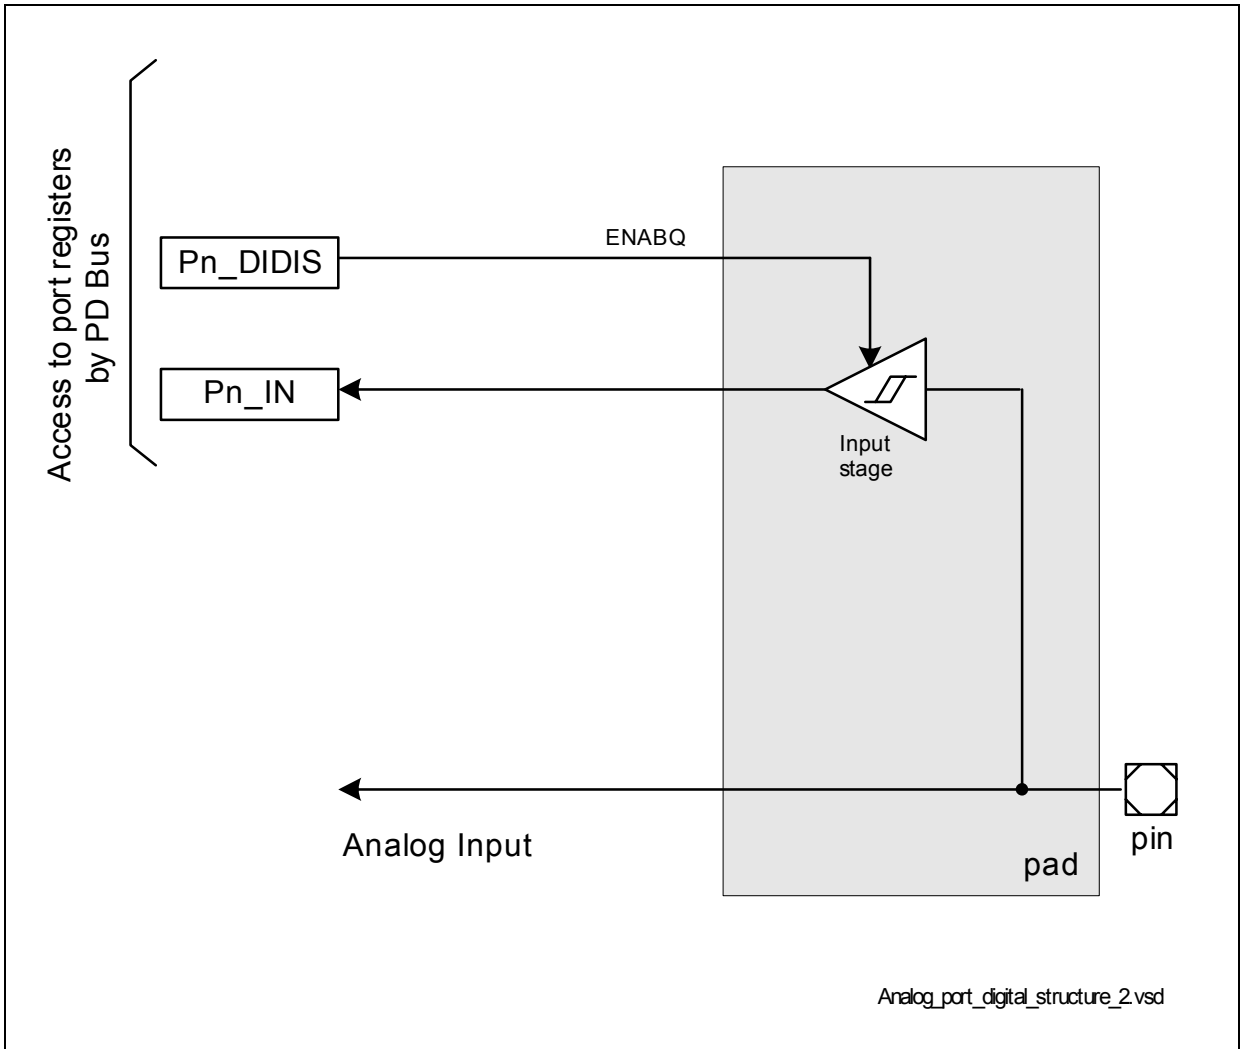 Access to port registers
by PD Bus
ENABQ
Pn_DIDIS
Pn_IN
Input
stage
Analog Input
pad
pin
Analog_port_digital_structure_2.vsd